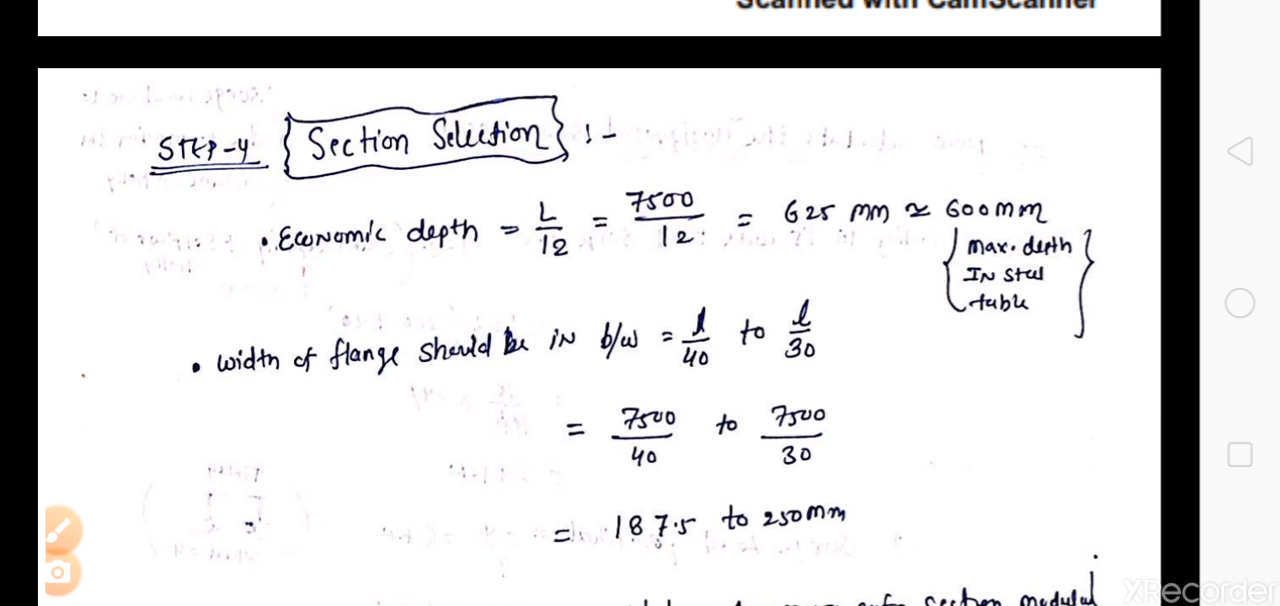 Scanned with CamScanner
STEP-4 { Section Selection } :-
• Economic depth = L/12 = 7500/12 = 625 mm ≈ 600mm
{ max. depth
IN steel
table }
• width of flange should be IN b/w = l/40 to l/30
= 7500/40 to 7500/30
= 187.5 to 250mm
section modulus
XRecorder